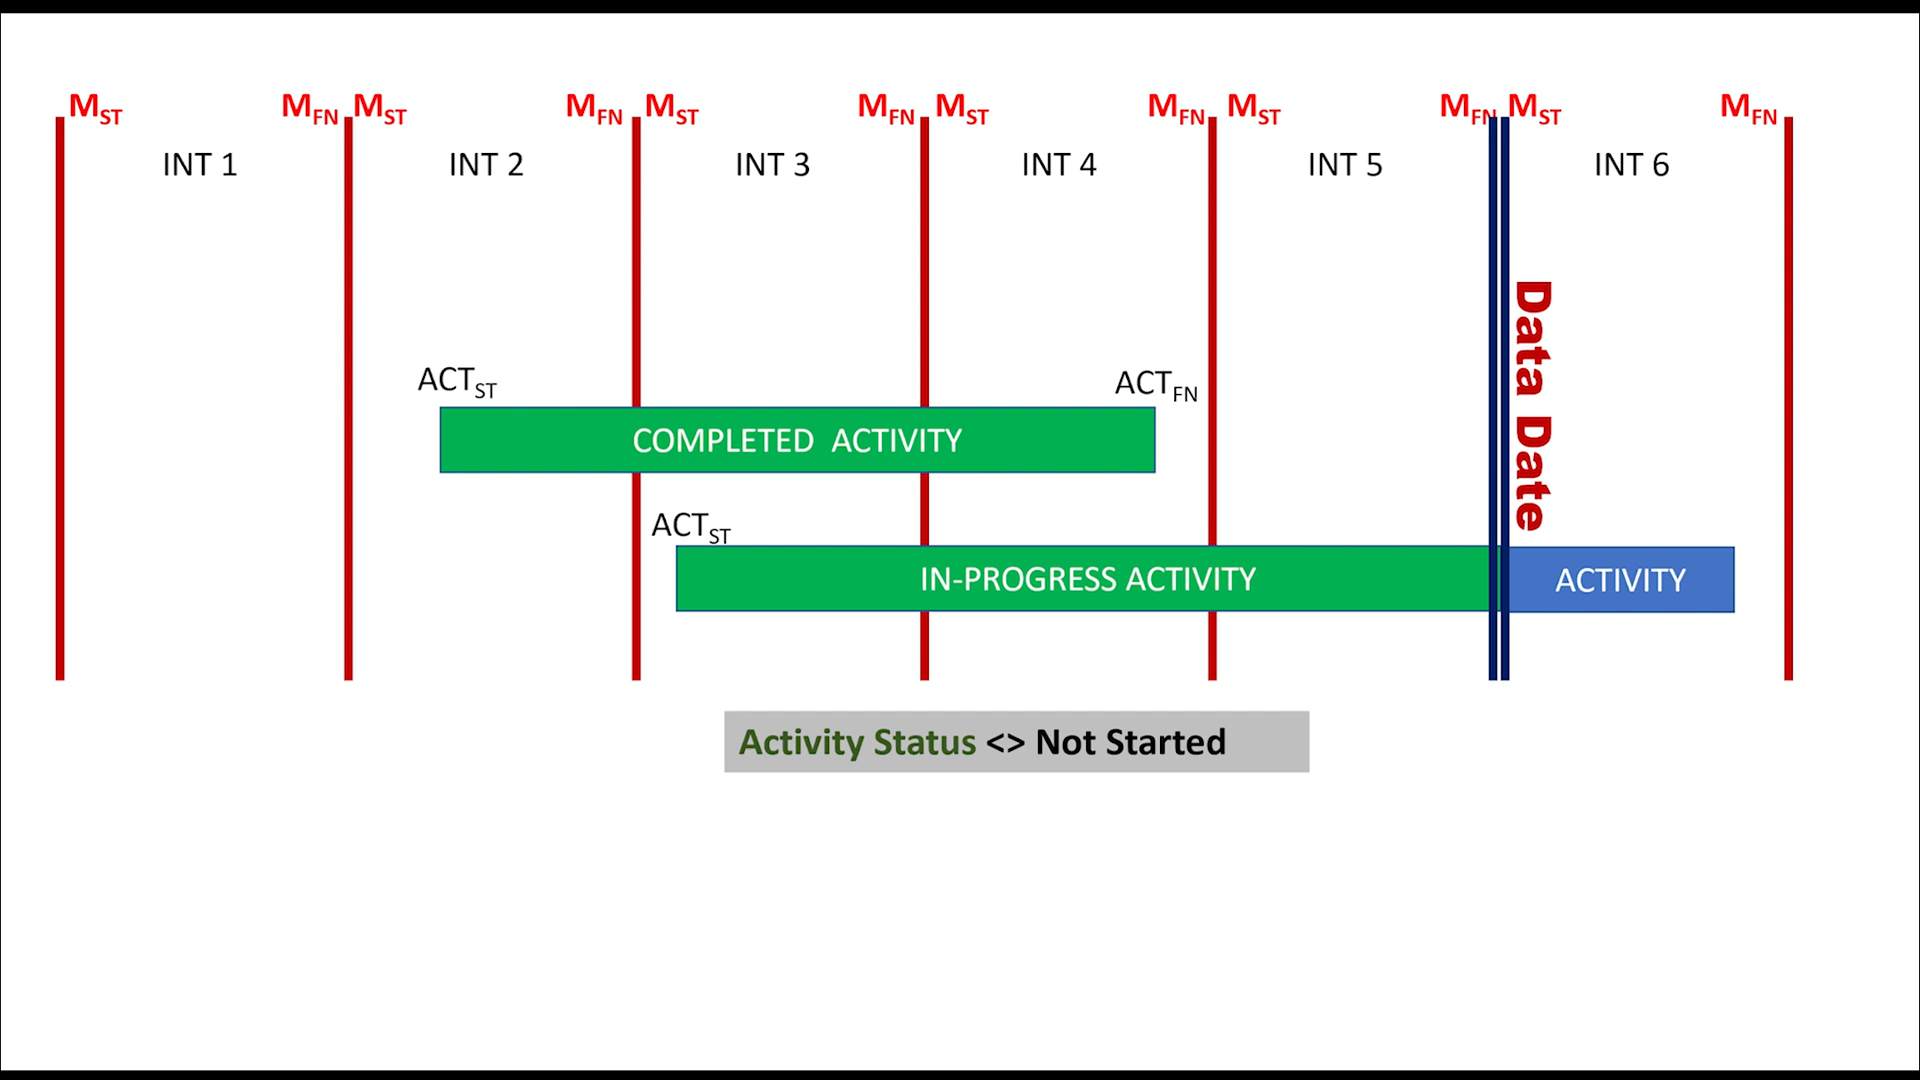 MST MFN MST MFN MST MFN MST MFN MST MFN MST MFN
INT 1 INT 2 INT 3 INT 4 INT 5 INT 6
Data Date
ACTST ACTFN
COMPLETED ACTIVITY
ACTST
IN-PROGRESS ACTIVITY ACTIVITY
Activity Status <> Not Started